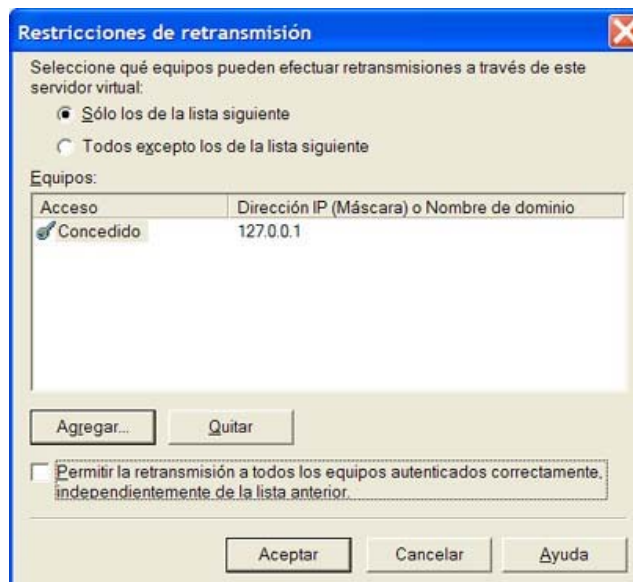 Restricciones de retransmisión
Seleccione qué equipos pueden efectuar retransmisiones a través de este
servidor virtual:
Sólo los de la lista siguiente
Todos excepto los de la lista siguiente
Equipos:
Acceso Dirección IP (Máscara) o Nombre de dominio
Concedido 127.0.0.1
Agregar... Quitar
Permitir la retransmisión a todos los equipos autenticados correctamente,
independientemente de la lista anterior.
Aceptar Cancelar Ayuda